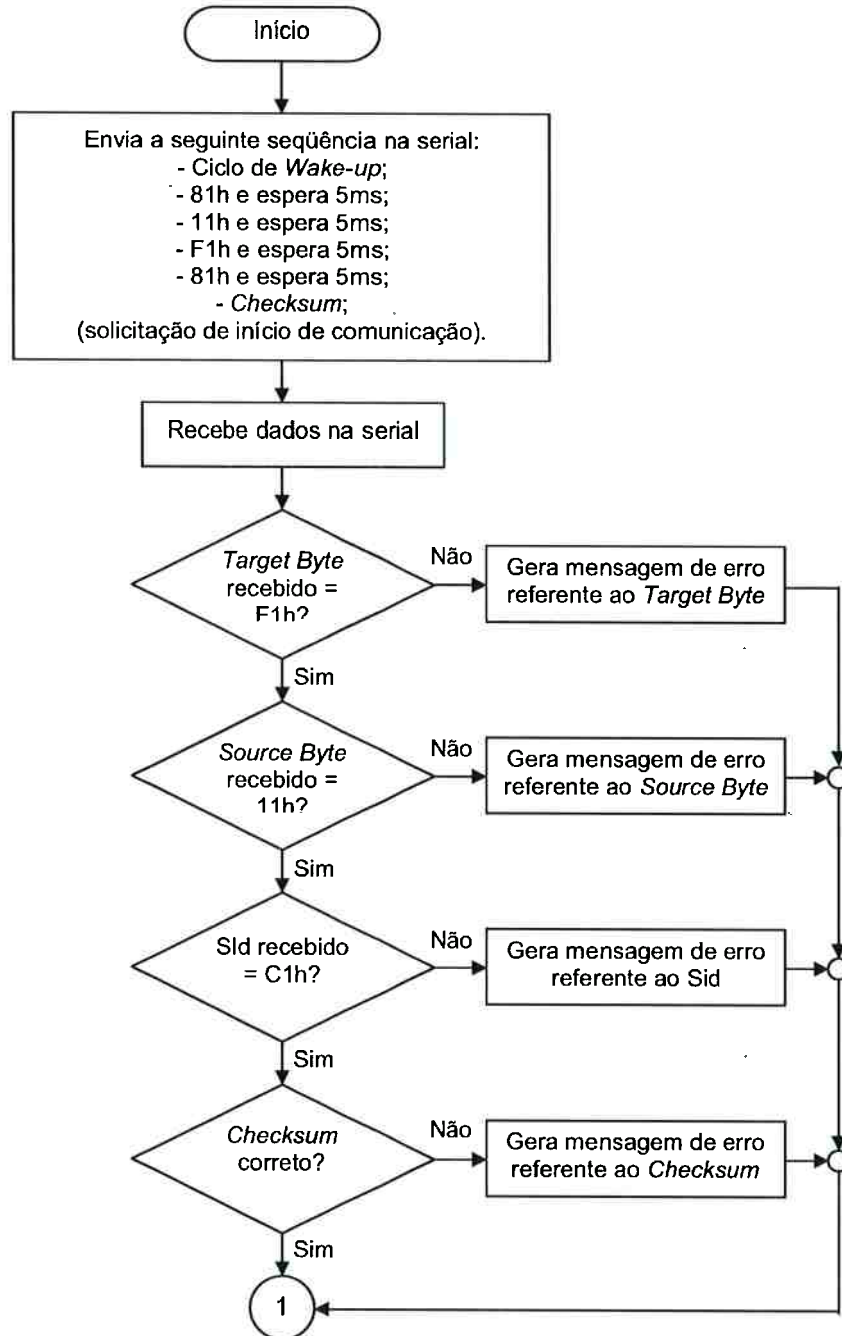 Início
Envia a seguinte seqüência na serial:
- Ciclo de Wake-up;
- 81h e espera 5ms;
- 11h e espera 5ms;
- F1h e espera 5ms;
- 81h e espera 5ms;
- Checksum;
(solicitação de início de comunicação).
Recebe dados na serial
Target Byte
recebido =
F1h?
Não
Gera mensagem de erro
referente ao Target Byte
Sim
Source Byte
recebido =
11h?
Não
Gera mensagem de erro
referente ao Source Byte
Sim
SId recebido
= C1h?
Não
Gera mensagem de erro
referente ao Sid
Sim
Checksum
correto?
Não
Gera mensagem de erro
referente ao Checksum
Sim
1